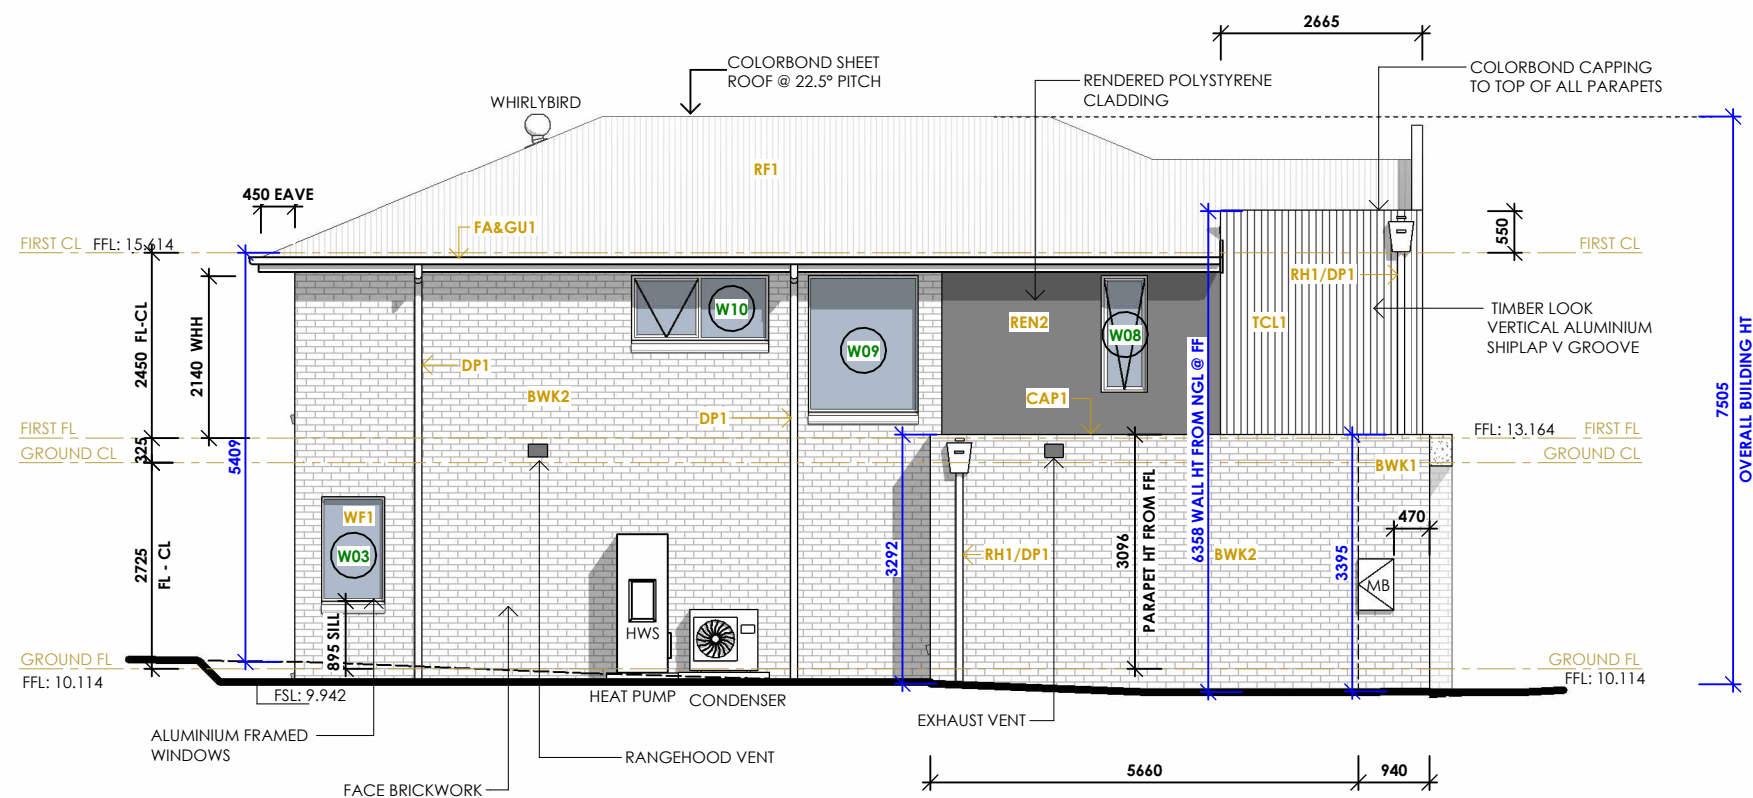 2665
COLORBOND SHEET
ROOF @ 22.5° PITCH
RENDERED POLYSTYRENE
CLADDING
COLORBOND CAPPING
TO TOP OF ALL PARAPETS
WHIRLYBIRD
RF1
450 EAVE
FA&GU1
550
FIRST CL FFL: 15.614
FIRST CL
RH1/DP1
W10
REN2
W08
TCL1
TIMBER LOOK
VERTICAL ALUMINIUM
SHIPLAP V GROOVE
W09
2450 FL-CL
2140 WHH
DP1
BWK2
CAP1
DP1
7505
OVERALL BUILDING HT
FIRST FL
FFL: 13.164 FIRST FL
325
GROUND CL
GROUND CL
5409
BWK1
WF1
W03
470
2725
FL - CL
3292
RH1/DP1
3096
PARAPET HT FROM FFL
6358 WALL HT FROM NGL @ FF
BWK2
3395
MB
895 SILL
HWS
GROUND FL
FFL: 10.114
GROUND FL
FFL: 10.114
FSL: 9.942
HEAT PUMP
CONDENSER
EXHAUST VENT
ALUMINIUM FRAMED
WINDOWS
RANGEHOOD VENT
FACE BRICKWORK
5660
940